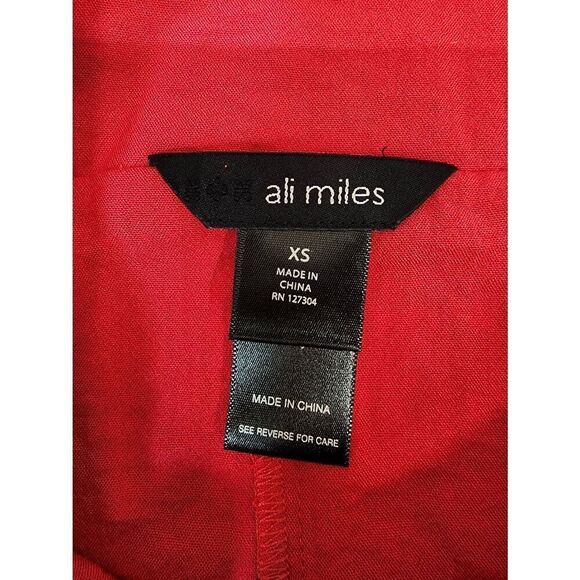 ali miles
XS
MADE IN
CHINA
RN 127304
MADE IN CHINA
SEE REVERSE FOR CARE